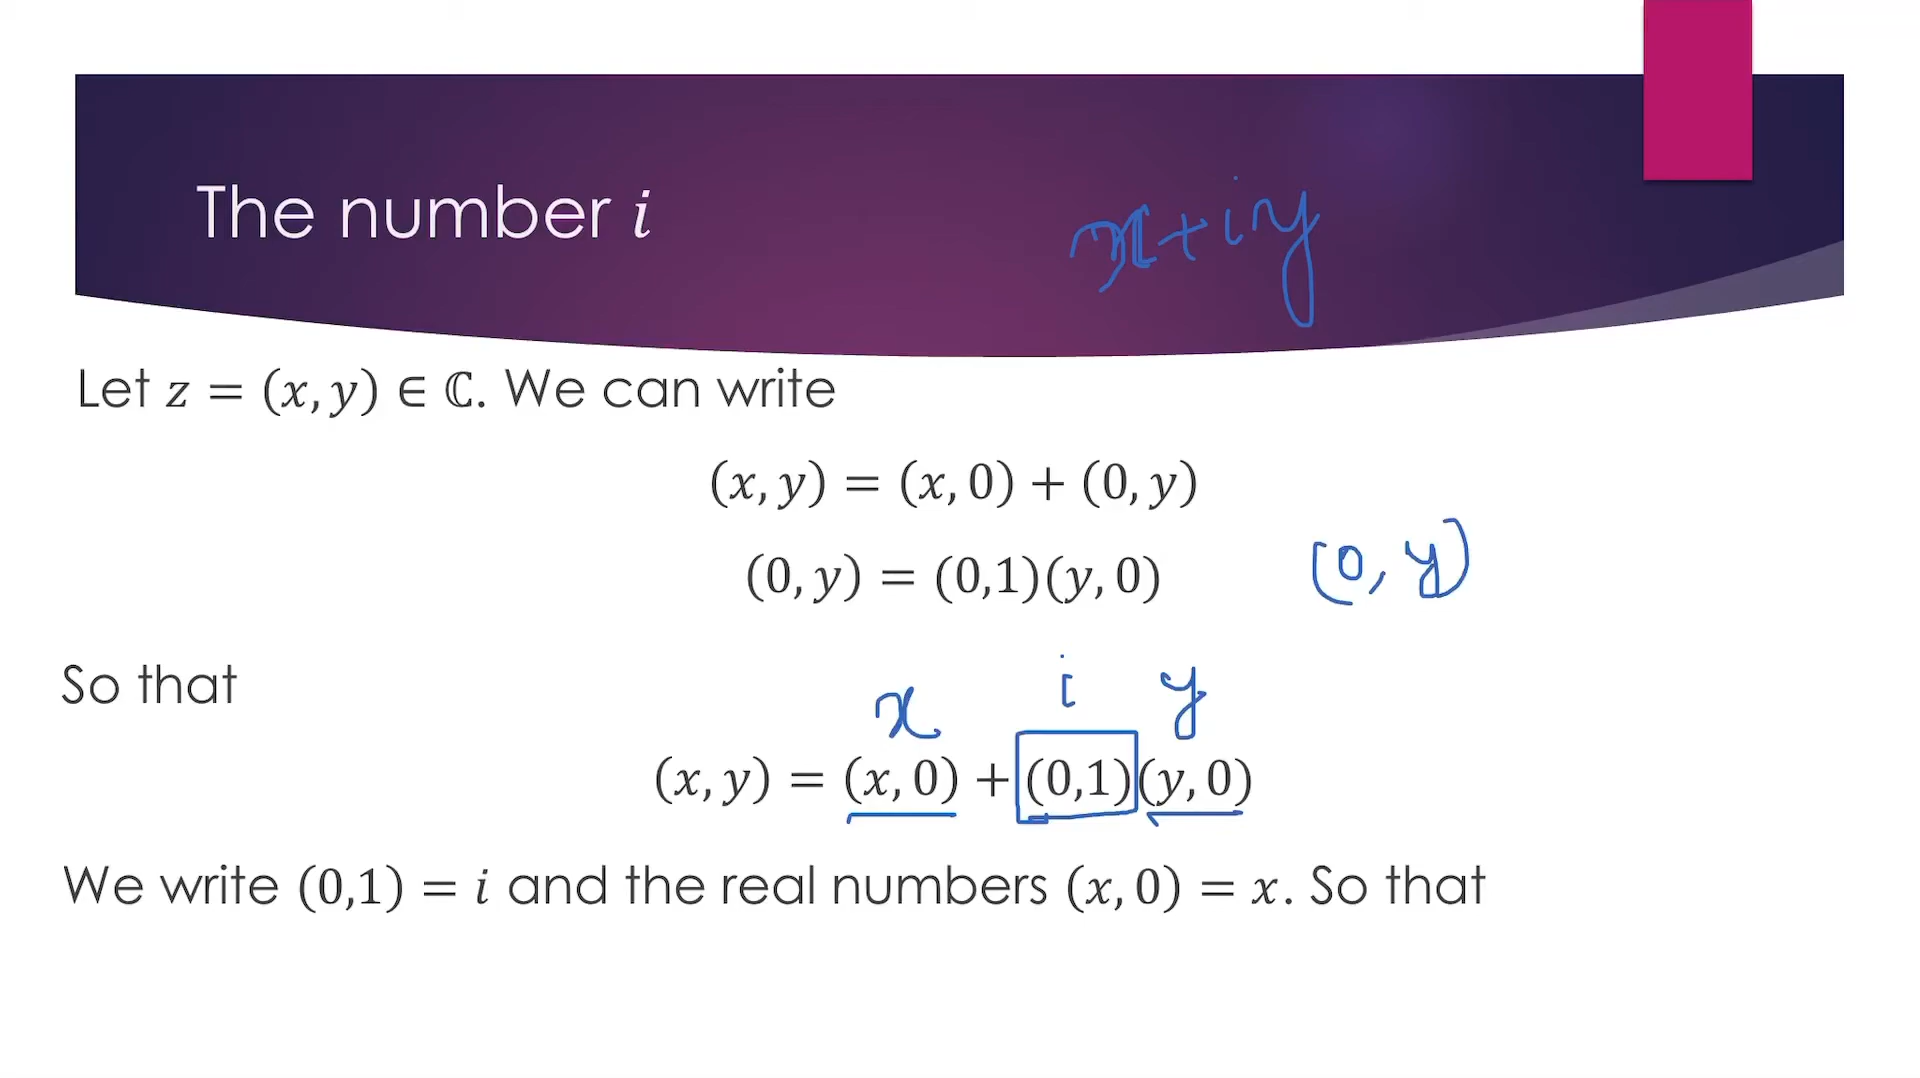 The number i
x+iy
Let z = (x, y) ∈ ℂ. We can write
(x, y) = (x, 0) + (0, y)
(0, y) = (0,1)(y, 0)
(0, y)
So that
x i y
(x, y) = (x, 0) + (0,1)(y, 0)
We write (0,1) = i and the real numbers (x, 0) = x. So that